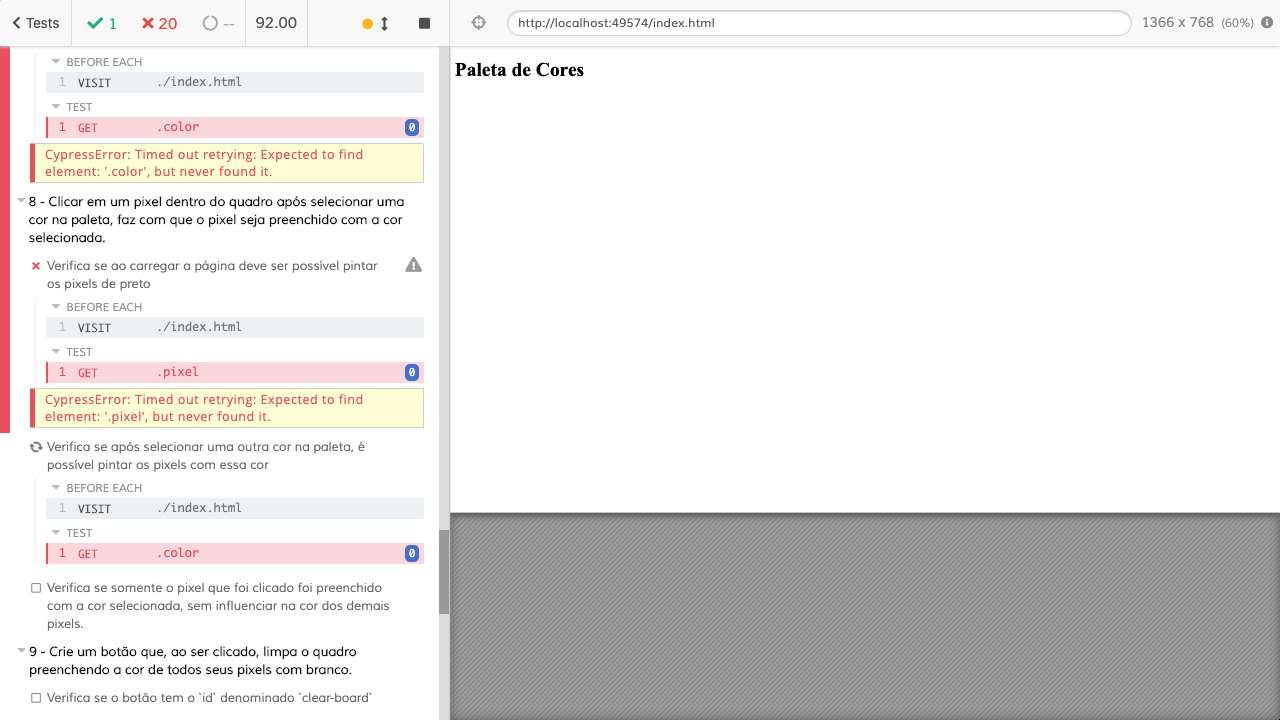 Tests
1
20
--
92.00
http://localhost:49574/index.html
1366 x 768 (60%)
BEFORE EACH
1 VISIT ./index.html
TEST
1 GET .color 0
CypressError: Timed out retrying: Expected to find
element: '.color', but never found it.
8 - Clicar em um pixel dentro do quadro após selecionar uma
cor na paleta, faz com que o pixel seja preenchido com a cor
selecionada.
Verifica se ao carregar a página deve ser possível pintar
os pixels de preto
BEFORE EACH
1 VISIT ./index.html
TEST
1 GET .pixel 0
CypressError: Timed out retrying: Expected to find
element: '.pixel', but never found it.
Verifica se após selecionar uma outra cor na paleta, é
possível pintar os pixels com essa cor
BEFORE EACH
1 VISIT ./index.html
TEST
1 GET .color 0
Verifica se somente o pixel que foi clicado foi preenchido
com a cor selecionada, sem influenciar na cor dos demais
pixels.
9 - Crie um botão que, ao ser clicado, limpa o quadro
preenchendo a cor de todos seus pixels com branco.
Verifica se o botão tem o `id` denominado `clear-board`
Paleta de Cores